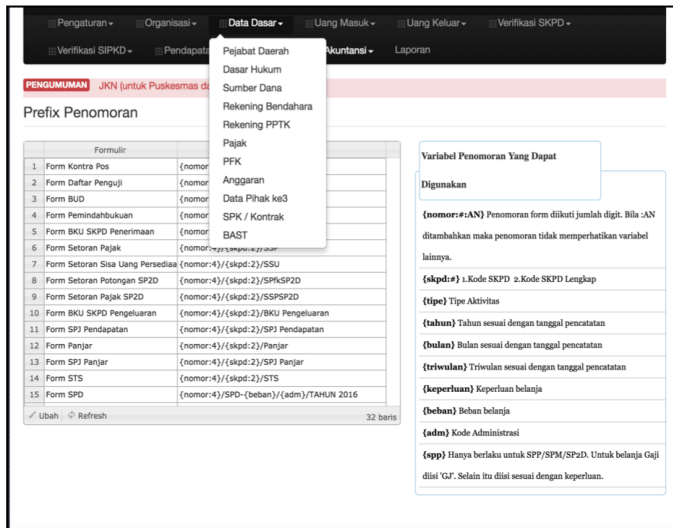 Pengaturan
Organisasi
Data Dasar
Uang Masuk
Uang Keluar
Verifikasi SKPD
Verifikasi SIPKD
Akuntansi
Laporan
Pejabat Daerah
Dasar Hukum
Sumber Dana
Rekening Bendahara
Rekening PPTK
Pajak
PFK
Anggaran
Data Pihak ke3
SPK / Kontrak
BAST
PENGUMUMAN JKN (untuk Puskesmas
Prefix Penomoran
Formulir
1 Form Kontra Pos {nomor
2 Form Daftar Penguji {nomor
3 Form BUD {nomor
4 Form Pemindahbukuan {nomor
5 Form BKU SKPD Penerimaan {nomor
6 Form Setoran Pajak {nomor:4}/{skpd:2}/SSP
7 Form Setoran Sisa Uang Persediaa {nomor:4}/{skpd:2}/SSU
8 Form Setoran Potongan SP2D {nomor:4}/{skpd:2}/SPfkSP2D
9 Form Setoran Pajak SP2D {nomor:4}/{skpd:2}/SSPSP2D
10 Form BKU SKPD Pengeluaran {nomor:4}/{skpd:2}/BKU Pengeluaran
11 Form SPJ Pendapatan {nomor:4}/{skpd:2}/SPJ Pendapatan
12 Form Panjar {nomor:4}/{skpd:2}/Panjar
13 Form SPJ Panjar {nomor:4}/{skpd:2}/SPJ Panjar
14 Form STS {nomor:4}/{skpd:2}/STS
15 Form SPD {nomor:4}/SPD-{beban}/{adm}/TAHUN 2016
Ubah Refresh 32 baris
Variabel Penomoran Yang Dapat
Digunakan
{nomor:#:AN} Penomoran form diikuti jumlah digit. Bila :AN
ditambahkan maka penomoran tidak memperhatikan variabel
lainnya.
{skpd:#} 1.Kode SKPD 2.Kode SKPD Lengkap
{tipe} Tipe Aktivitas
{tahun} Tahun sesuai dengan tanggal pencatatan
{bulan} Bulan sesuai dengan tanggal pencatatan
{triwulan} Triwulan sesuai dengan tanggal pencatatan
{keperluan} Keperluan belanja
{beban} Beban belanja
{adm} Kode Administrasi
{spp} Hanya berlaku untuk SPP/SPM/SP2D. Untuk belanja Gaji
diisi 'GJ'. Selain itu diisi sesuai dengan keperluan.